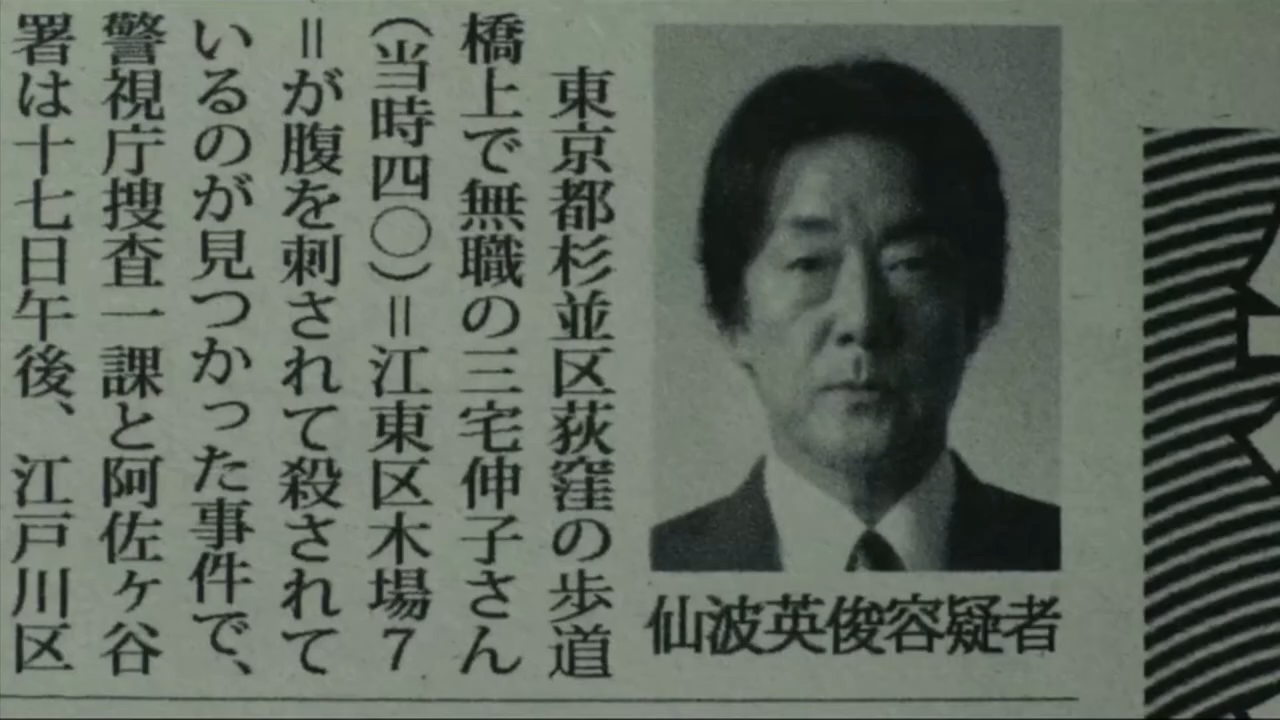 東京都杉並区荻窪の歩道
橋上で無職の三宅伸子さん
(当時四〇)=江東区木場7
=が腹を刺されて殺されて
いるのが見つかった事件で、
警視庁捜査一課と阿佐ヶ谷
署は十七日午後、江戸川区
仙波英俊容疑者